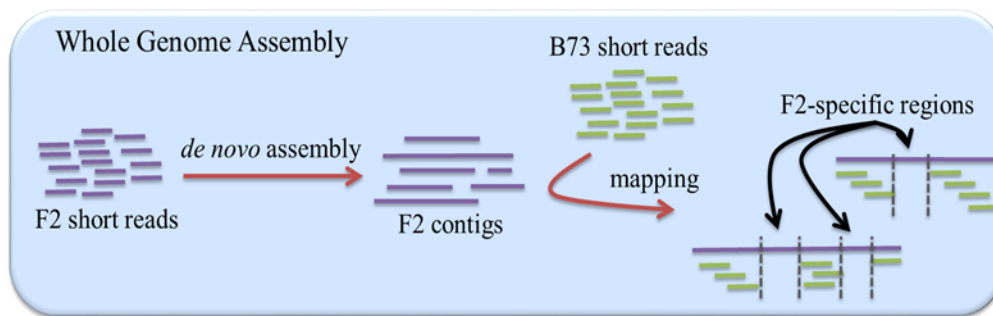 Whole Genome Assembly
B73 short reads
F2-specific regions
de novo assembly
mapping
F2 short reads
F2 contigs